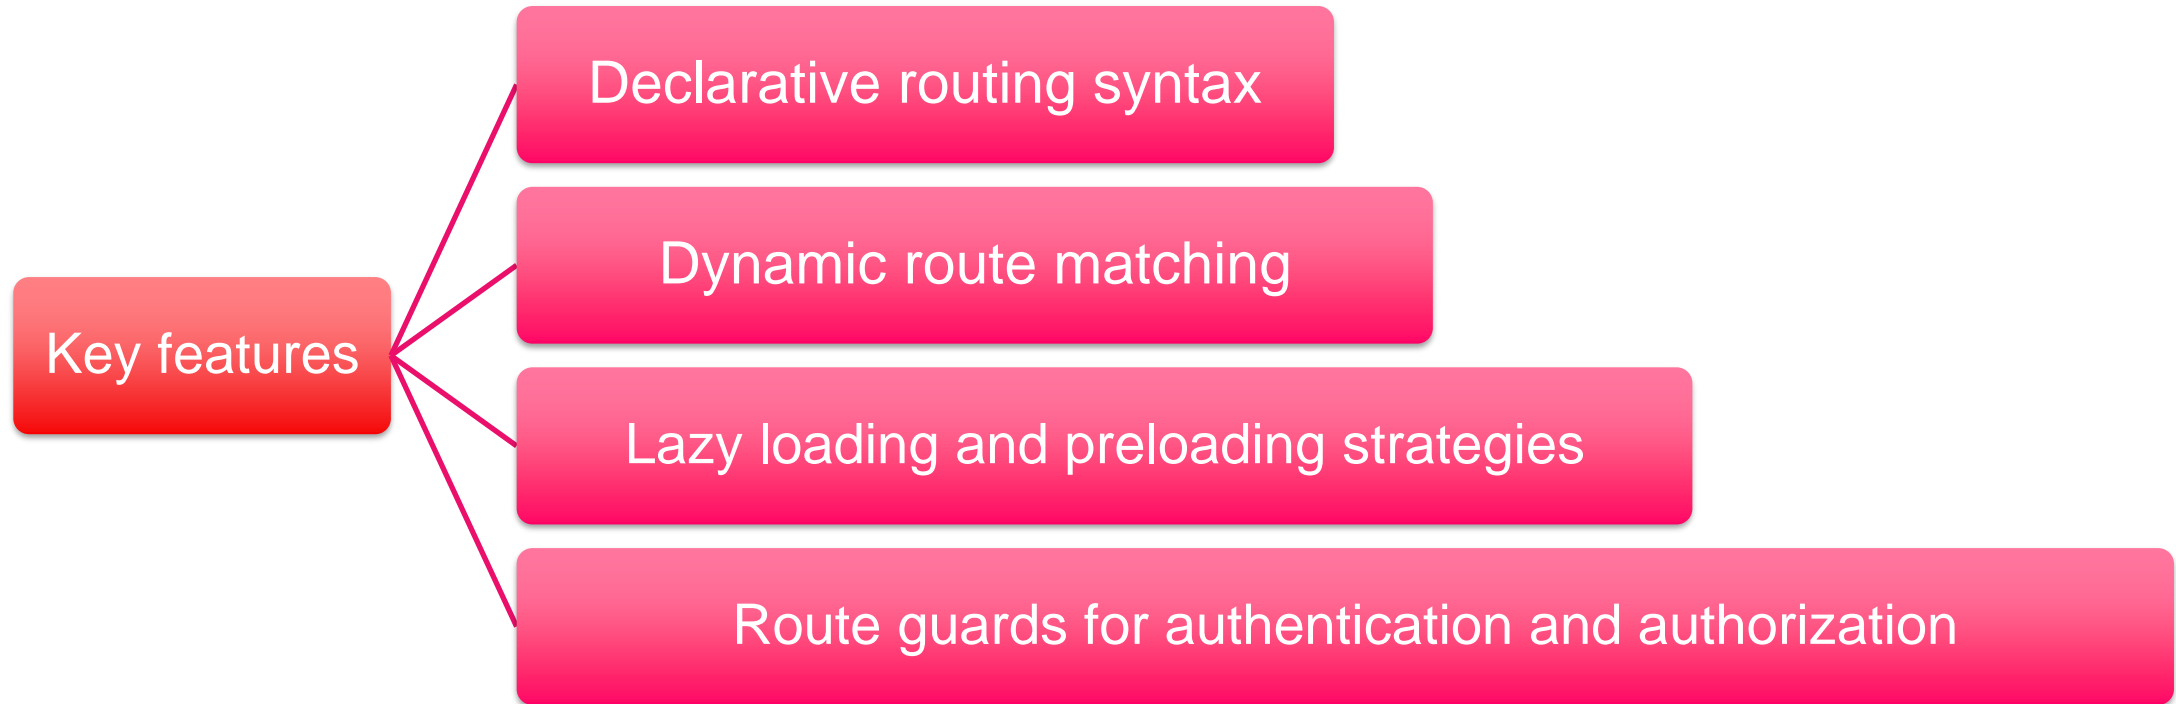 Declarative routing syntax
Dynamic route matching
Key features
Lazy loading and preloading strategies
Route guards for authentication and authorization